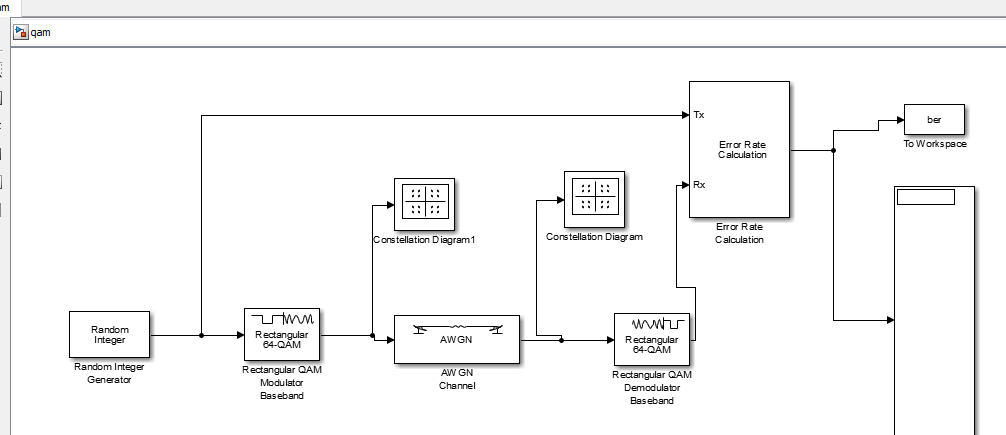 am
qam
Tx
Error Rate
Calculation
Rx
Error Rate
Calculation
ber
To Workspace
Constellation Diagram1
Constellation Diagram
Random
Integer
Random Integer
Generator
Rectangular
64-QAM
Rectangular QAM
Modulator
Baseband
AWGN
AWGN
Channel
Rectangular
64-QAM
Rectangular QAM
Demodulator
Baseband